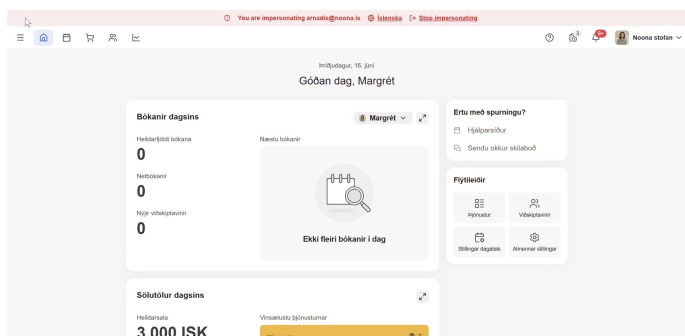 You are impersonating arnadis@noona.is Íslenska Stop impersonating
3 9+ Noona stofan
Þriðjudagur, 16. júní
Góðan dag, Margrét
Bókanir dagsins
Margrét
Heildarfjöldi bókana
0
Netbókanir
0
Nýjir viðskiptavinir
0
Næstu bókanir
Ekki fleiri bókanir í dag
Ertu með spurningu?
Hjálparsíður
Sendu okkur skilaboð
Flýtileiðir
Þjónustur
Viðskiptavinir
Stillingar dagatals
Almennar stillingar
Sölutölur dagsins
Heildarsala
3.000 ISK
Vinsælustu þjónusturnar